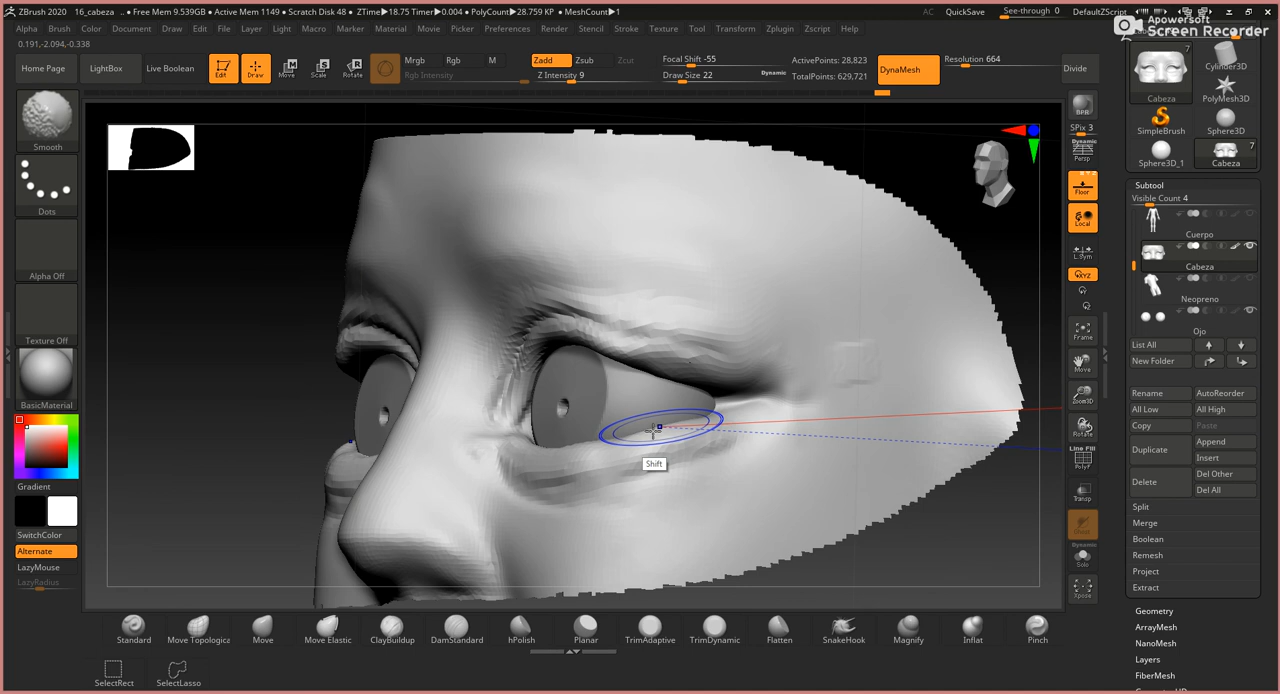 ZBrush 2020 16_cabeza .. • Free Mem 9.539GB • Active Mem 1149 • Scratch Disk 48 • ZTime▶18.75 Timer▶0.004 • PolyCount▶28.759 KP • MeshCount▶1 AC QuickSave See-through 0 DefaultZScript
Apowersoft
Screen Recorder
Alpha Brush Color Document Draw Edit File Layer Light Macro Marker Material Movie Picker Preferences Render Stencil Stroke Texture Tool Transform Zplugin Zscript Help
0.191,-2.094,-0.338
Home Page LightBox Live Boolean
Edit Draw Move Scale Rotate
Mrgb Rgb M
Rgb Intensity
Zadd Zsub Zcut
Z Intensity 9
Focal Shift -55
Draw Size 22 Dynamic
ActivePoints: 28,823
TotalPoints: 629,721
DynaMesh
Resolution 664
Divide
Smooth
Dots
Alpha Off
Texture Off
BasicMaterial
Gradient
SwitchColor
Alternate
LazyMouse
LazyRadius
Shift
BPR
SPix 3
Dynamic
Persp
X Y Z
Floor
Local
L.Sym
XYZ
Frame
Move
Zoom3D
Rotate
Line Fill
PolyF
Transp
Ghost
Dynamic
Solo
Xpose
7
Cabeza
Cylinder3D
PolyMesh3D
SimpleBrush
Sphere3D
Sphere3D_1
7
Cabeza
Subtool
Visible Count 4
Cuerpo
Cabeza
Neopreno
Ojo
List All
New Folder
Rename AutoReorder
All Low All High
Copy Paste
Duplicate Append
Insert
Delete Del Other
Del All
Split
Merge
Boolean
Remesh
Project
Extract
Geometry
ArrayMesh
NanoMesh
Layers
FiberMesh
Standard Move Topologica Move Move Elastic ClayBuildup DamStandard hPolish Planar TrimAdaptive TrimDynamic Flatten SnakeHook Magnify Inflat Pinch
SelectRect SelectLasso